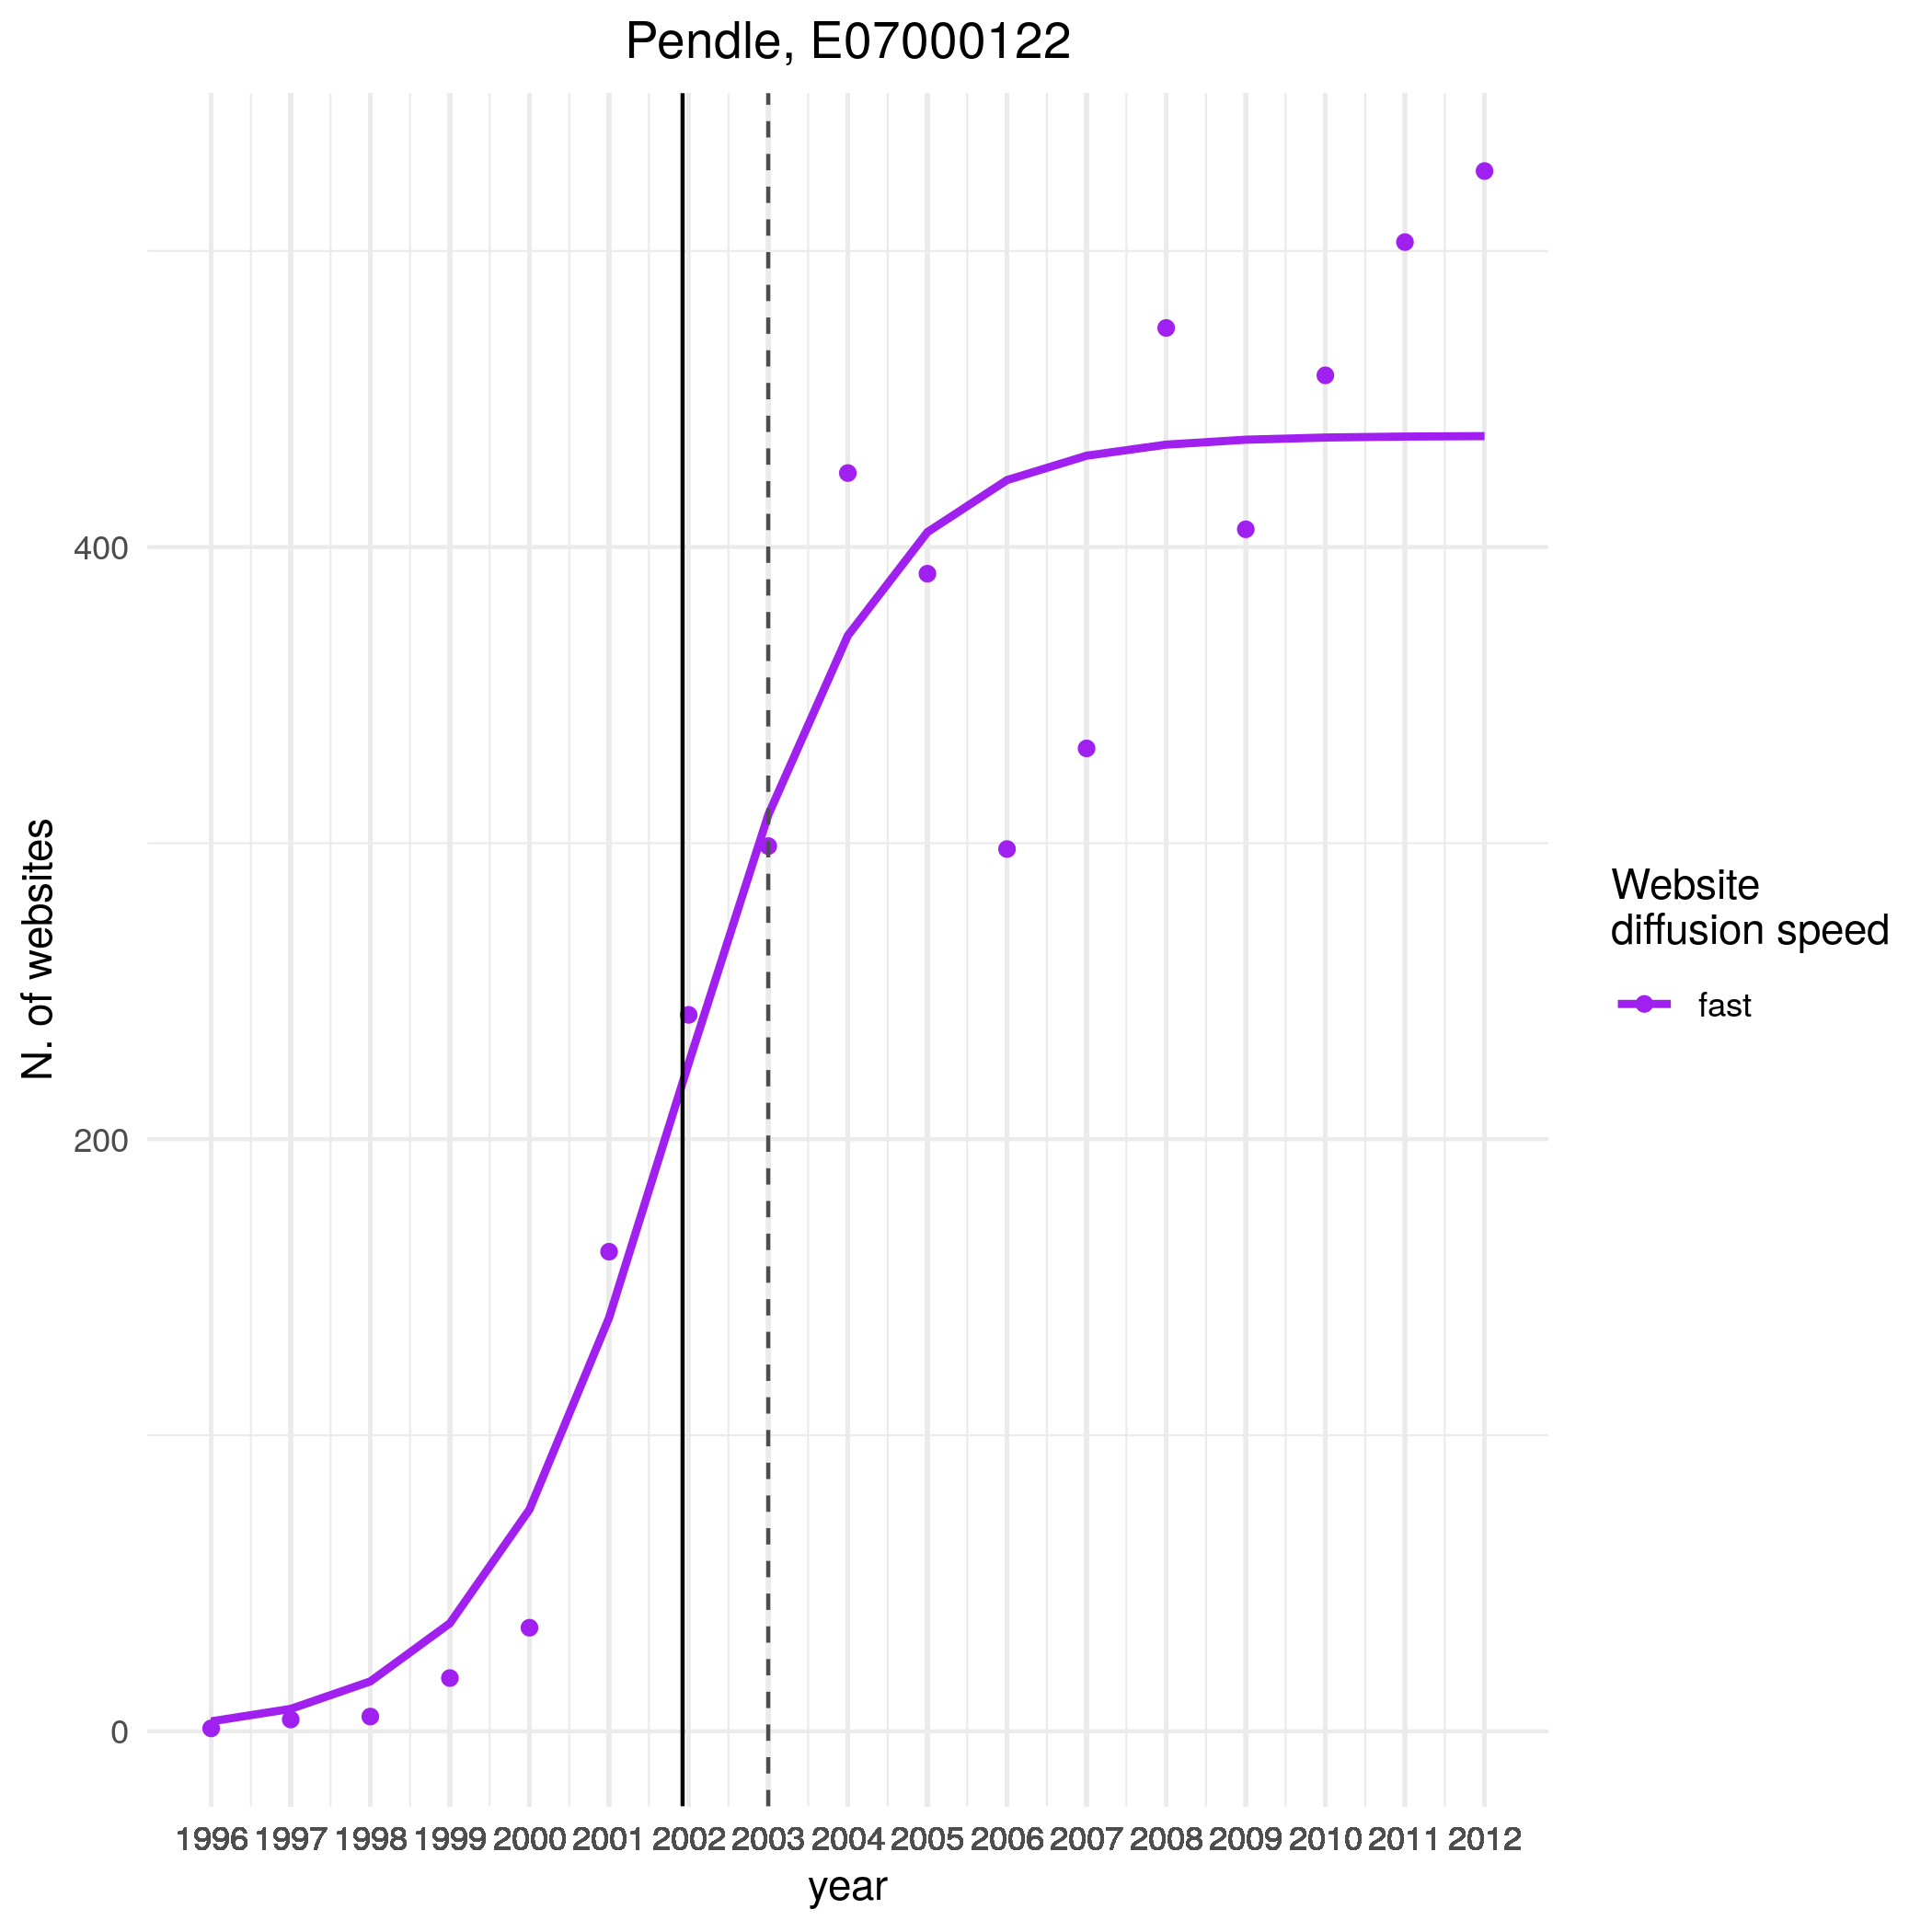 Pendle, E07000122
N. of websites
400
200
0
1996 1997 1998 1999 2000 2001 2002 2003 2004 2005 2006 2007 2008 2009 2010 2011 2012
year
Website
diffusion speed
fast